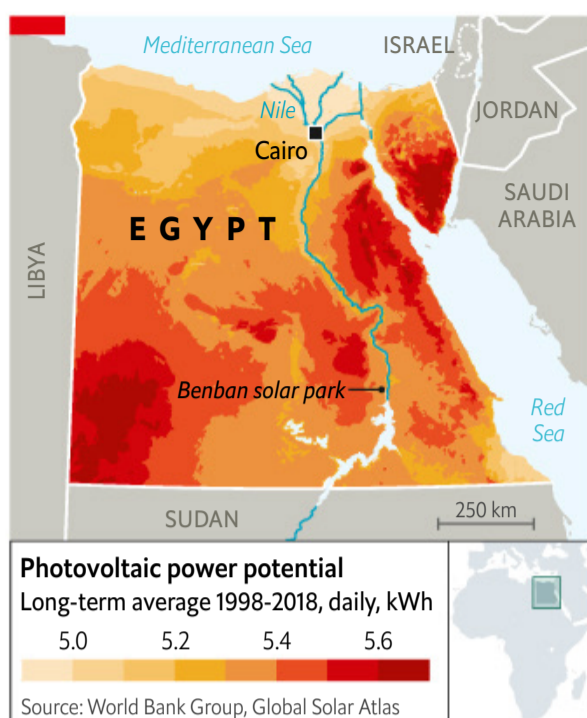 Mediterranean Sea
ISRAEL
Nile
JORDAN
Cairo
SAUDI
ARABIA
EGYPT
LIBYA
Benban solar park
Red
Sea
250 km
SUDAN
Photovoltaic power potential
Long-term average 1998-2018, daily, kWh
5.0 5.2 5.4 5.6
Source: World Bank Group, Global Solar Atlas